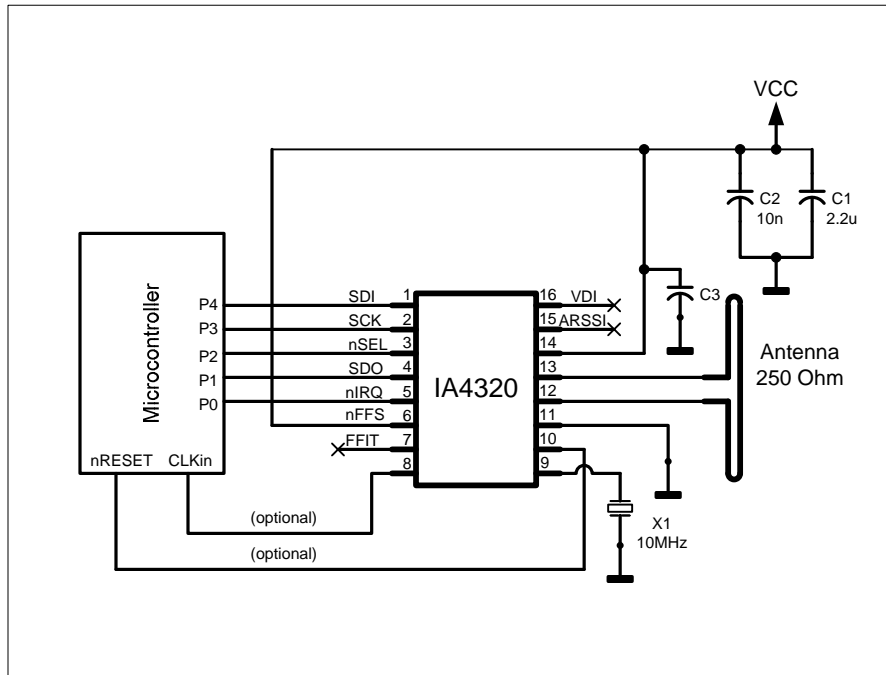 VCC
C2
10n
C1
2.2u
C3
Microcontroller
P4
P3
P2
P1
P0
nRESET
CLKin
SDI
SCK
nSEL
SDO
nIRQ
nFFS
FFIT
1
2
3
4
5
6
7
8
IA4320
16
15
14
13
12
11
10
9
VDI
ARSSI
Antenna
250 Ohm
X1
10MHz
(optional)
(optional)